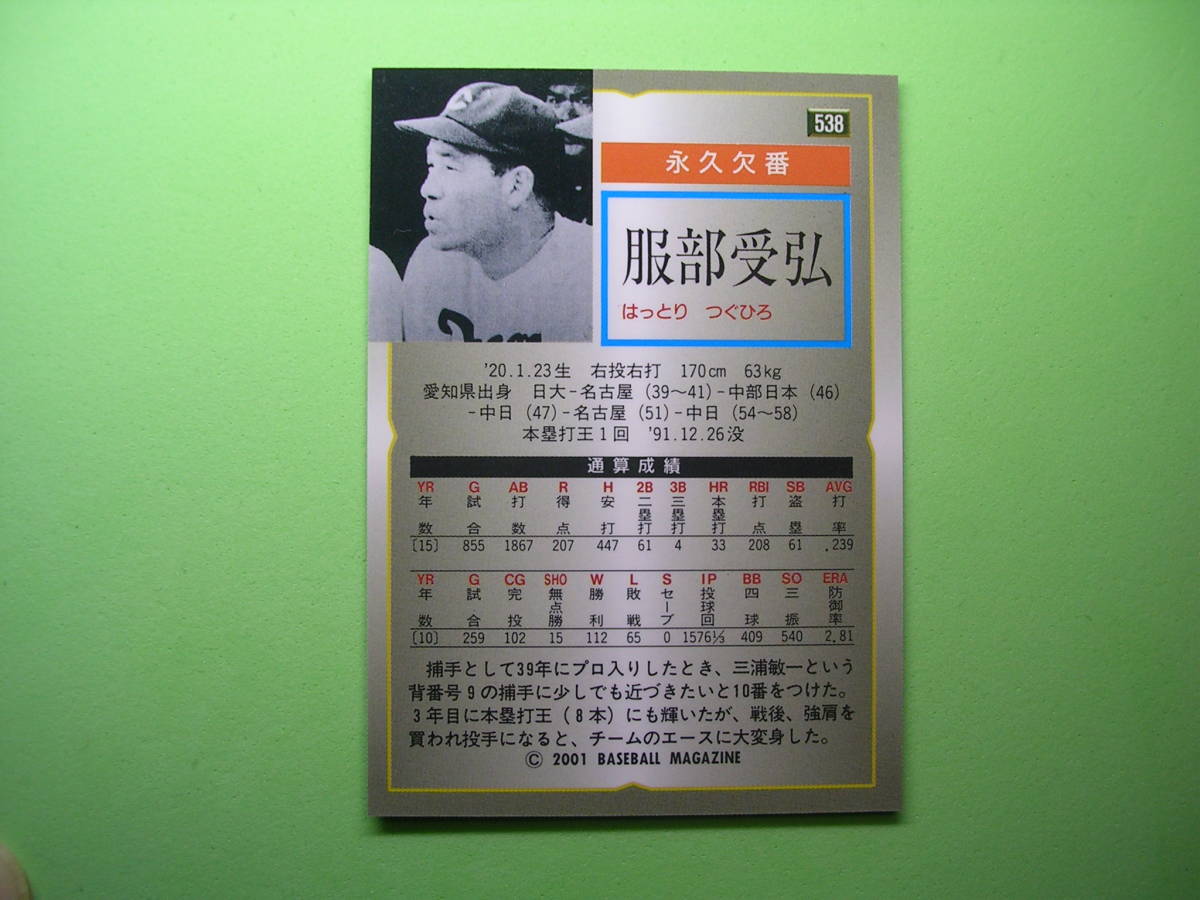 538
永久欠番
服部受弘
はっとり つぐひろ
'20.1.23生 右投右打 170cm 63kg
愛知県出身 日大-名古屋（39〜41）-中部日本（46）
-中日（47）-名古屋（51）-中日（54〜58）
本塁打王1回 '91.12.26没
通算成績
YR G AB R H 2B 3B HR RBI SB AVG
年数 試合 打数 得点 安打 二塁打 三塁打 本塁打 打点 盗塁 打率
〔15〕 855 1867 207 447 61 4 33 208 61 .239
YR G CG SHO W L S IP BB SO ERA
年数 試合 完投 無点勝 勝利 敗戦 セーブ 投球回 四球 三振 防御率
〔10〕 259 102 15 112 65 0 1576⅓ 409 540 2.81
捕手として39年にプロ入りしたとき、三浦敏一という
背番号9の捕手に少しでも近づきたいと10番をつけた。
3年目に本塁打王（8本）にも輝いたが、戦後、強肩を
買われ投手になると、チームのエースに大変身した。
© 2001 BASEBALL MAGAZINE